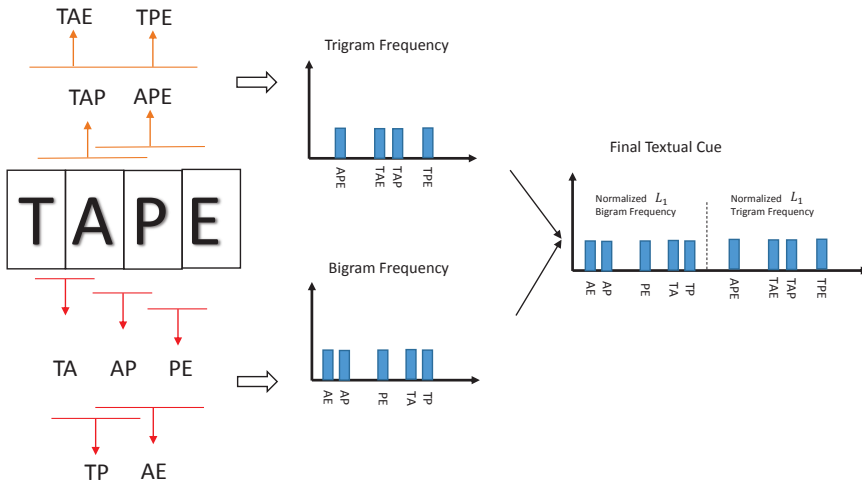 TAE TPE
TAP APE
TAPE
TA AP PE
TP AE
Trigram Frequency
APE TAE TAP TPE
Bigram Frequency
AE AP PE TA TP
Final Textual Cue
Normalized L1
Bigram Frequency
Normalized L1
Trigram Frequency
AE AP PE TA TP APE TAE TAP TPE